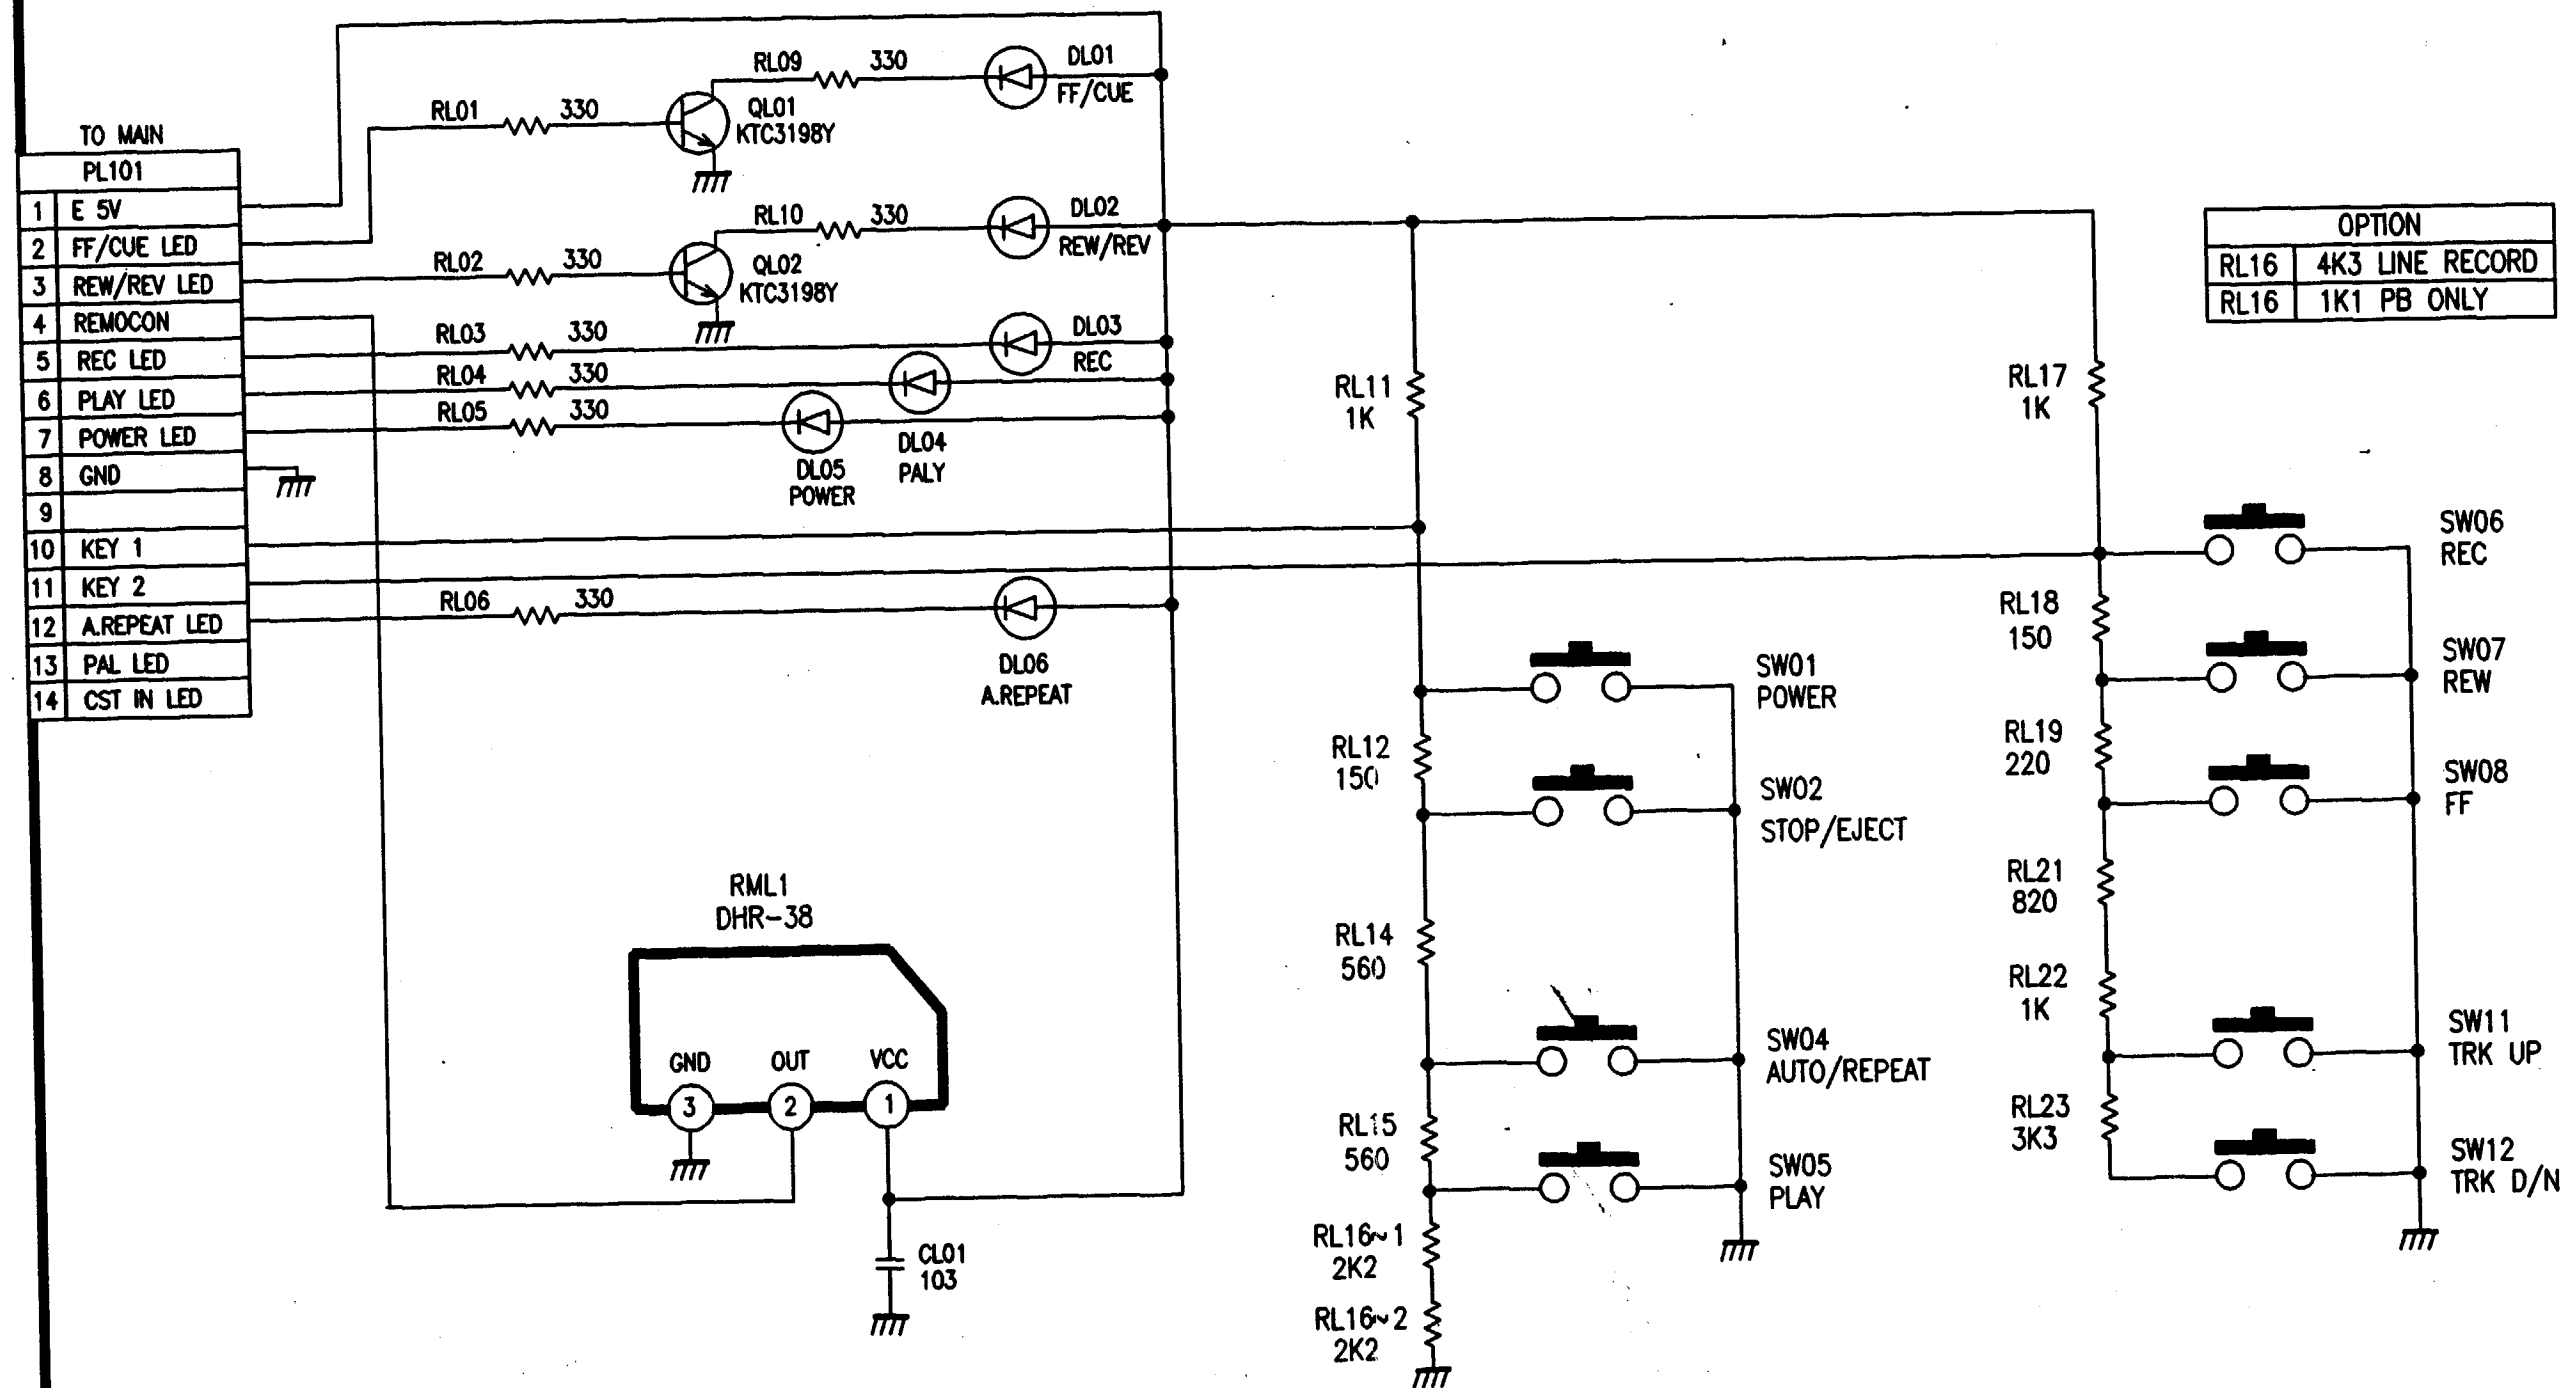 TO MAIN
PL101
1 E 5V
2 FF/CUE LED
3 REW/REV LED
4 REMOCON
5 REC LED
6 PLAY LED
7 POWER LED
8 GND
9
10 KEY 1
11 KEY 2
12 A.REPEAT LED
13 PAL LED
14 CST IN LED
RL01 330
QL01
KTC3198Y
RL09 330
DL01
FF/CUE
RL02 330
QL02
KTC3198Y
RL10 330
DL02
REW/REV
RL03 330
DL03
REC
RL04 330
DL04
PALY
RL05 330
DL05
POWER
RL06 330
DL06
A.REPEAT
RML1
DHR-38
GND OUT VCC
3 2 1
CL01
103
RL11
1K
RL12
150
RL14
560
RL15
560
RL16~1
2K2
RL16~2
2K2
SW01
POWER
SW02
STOP/EJECT
SW04
AUTO/REPEAT
SW05
PLAY
RL17
1K
RL18
150
RL19
220
RL21
820
RL22
1K
RL23
3K3
OPTION
RL16 4K3 LINE RECORD
RL16 1K1 PB ONLY
SW06
REC
SW07
REW
SW08
FF
SW11
TRK UP
SW12
TRK D/N